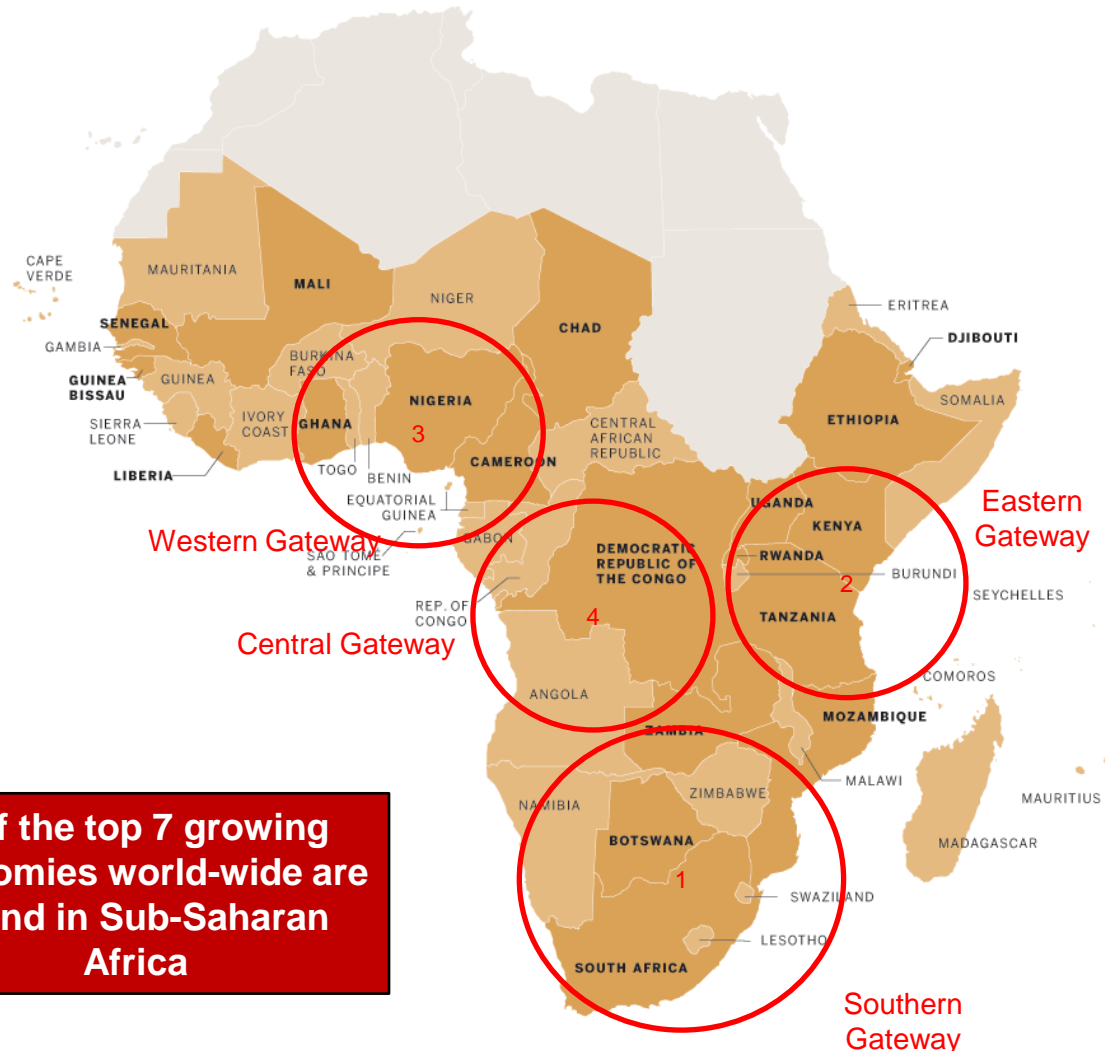 CAPE
VERDE
MAURITANIA
MALI
NIGER
CHAD
ERITREA
DJIBOUTI
SENEGAL
GAMBIA
GUINEA
BISSAU
GUINEA
BURKINA
FASO
SIERRA
LEONE
IVORY
COAST
GHANA
NIGERIA
3
LIBERIA
TOGO
BENIN
CAMEROON
CENTRAL
AFRICAN
REPUBLIC
ETHIOPIA
SOMALIA
EQUATORIAL
GUINEA
UGANDA
KENYA
Eastern
Gateway
Western Gateway
GABON
SAO TOME
& PRINCIPE
DEMOCRATIC
REPUBLIC OF
THE CONGO
RWANDA
2
BURUNDI
SEYCHELLES
REP. OF
CONGO
4
TANZANIA
Central Gateway
ANGOLA
COMOROS
ZAMBIA
MOZAMBIQUE
MALAWI
NAMIBIA
ZIMBABWE
MAURITIUS
MADAGASCAR
BOTSWANA
1
SWAZILAND
LESOTHO
SOUTH AFRICA
Southern
Gateway
f the top 7 growing
omies world-wide are
nd in Sub-Saharan
Africa